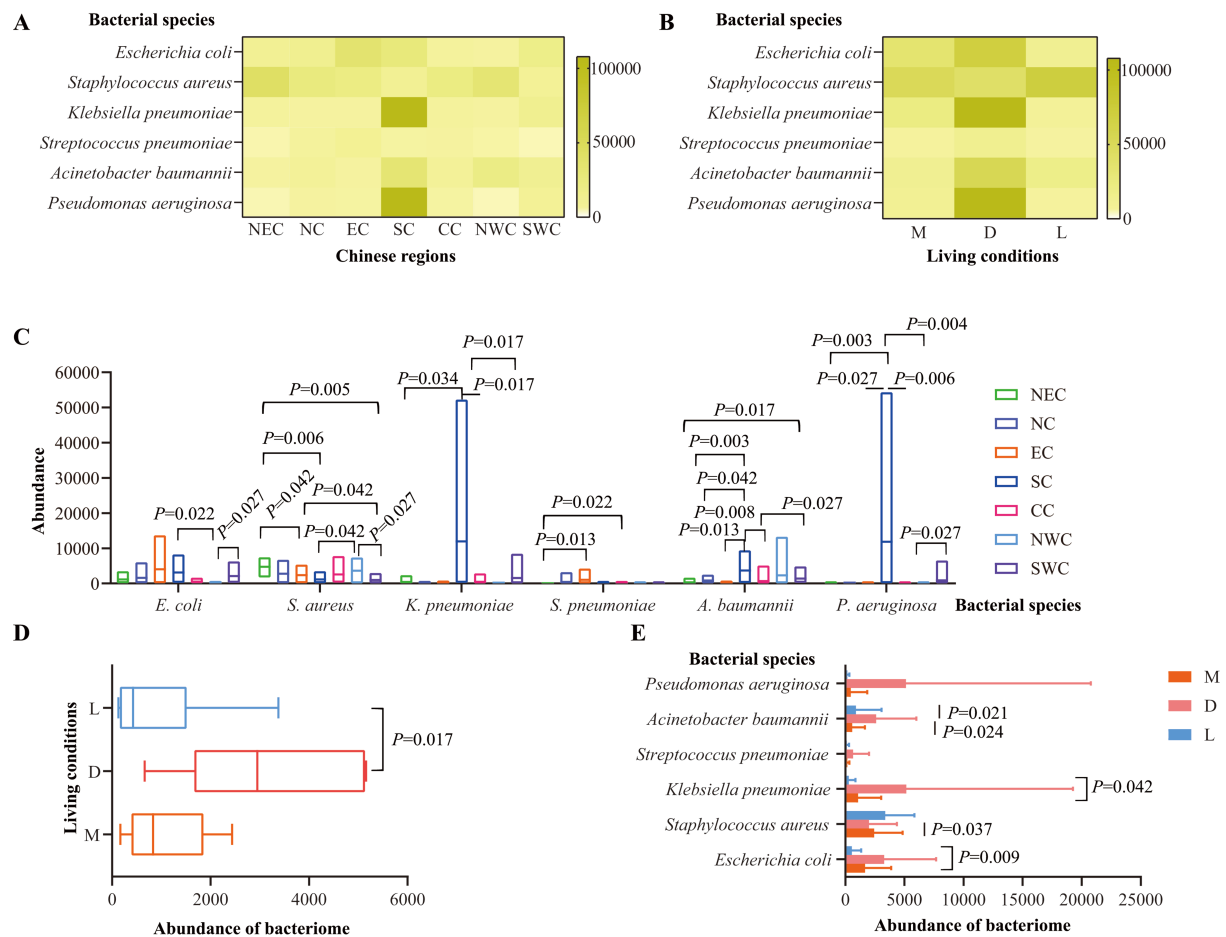 A
Bacterial species
Escherichia coli
Staphylococcus aureus
Klebsiella pneumoniae
Streptococcus pneumoniae
Acinetobacter baumannii
Pseudomonas aeruginosa
NEC NC EC SC CC NWC SWC
Chinese regions
100000
50000
0
B
Bacterial species
Escherichia coli
Staphylococcus aureus
Klebsiella pneumoniae
Streptococcus pneumoniae
Acinetobacter baumannii
Pseudomonas aeruginosa
M D L
Living conditions
100000
50000
0
C
Abundance
60000
50000
40000
30000
20000
10000
0
P=0.022
P=0.027
P=0.005
P=0.006
P=0.042
P=0.042
P=0.042
P=0.027
P=0.017
P=0.034
P=0.017
P=0.022
P=0.013
P=0.017
P=0.003
P=0.042
P=0.008
P=0.013
P=0.027
P=0.004
P=0.003
P=0.027
P=0.006
P=0.027
E. coli
S. aureus
K. pneumoniae
S. pneumoniae
A. baumannii
P. aeruginosa
Bacterial species
NEC
NC
EC
SC
CC
NWC
SWC
D
Living conditions
L
D
M
P=0.017
0 2000 4000 6000
Abundance of bacteriome
E
Bacterial species
Pseudomonas aeruginosa
Acinetobacter baumannii
Streptococcus pneumoniae
Klebsiella pneumoniae
Staphylococcus aureus
Escherichia coli
P=0.021
P=0.024
P=0.042
P=0.037
P=0.009
0 5000 10000 15000 20000 25000
Abundance of bacteriome
M
D
L